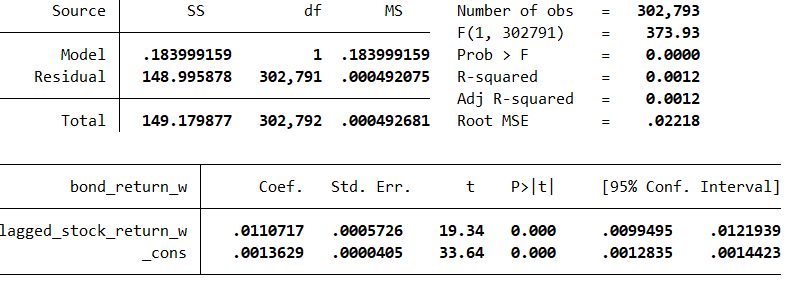 Source SS df MS Number of obs = 302,793
F(1, 302791) = 373.93
Model .183999159 1 .183999159 Prob > F = 0.0000
Residual 148.995878 302,791 .000492075 R-squared = 0.0012
Adj R-squared = 0.0012
Total 149.179877 302,792 .000492681 Root MSE = .02218
bond_return_w Coef. Std. Err. t P>|t| [95% Conf. Interval]
lagged_stock_return_w .0110717 .0005726 19.34 0.000 .0099495 .0121939
_cons .0013629 .0000405 33.64 0.000 .0012835 .0014423